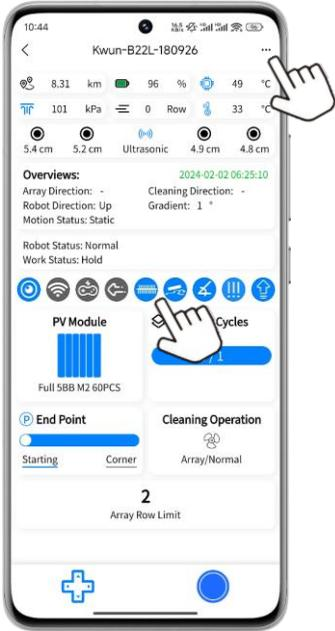 10:44
Kwun-B22L-180926 ...
8.31 km 96 % 49 °C
101 kPa 0 Row 33 °C
5.4 cm 5.2 cm Ultrasonic 4.9 cm 4.8 cm
Overviews: 2024-02-02 06:25:10
Array Direction: - Cleaning Direction: -
Robot Direction: Up Gradient: 1 °
Motion Status: Static
Robot Status: Normal
Work Status: Hold
PV Module Cycles
/ 1
Full 5BB M2 60PCS
P End Point Cleaning Operation
Starting Corner Array/Normal
2
Array Row Limit